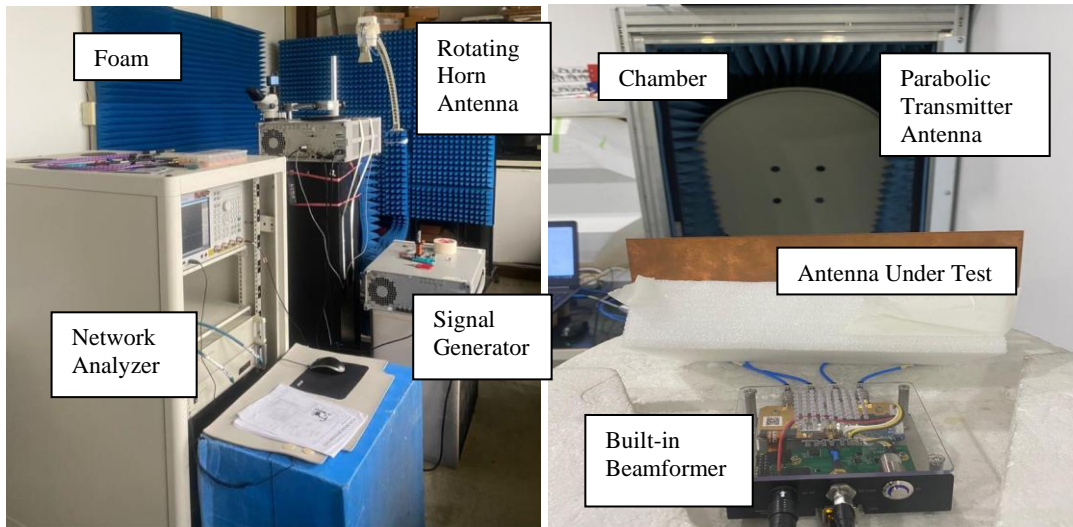 Foam
Rotating
Horn
Antenna
Network
Analyzer
Signal
Generator
Chamber
Parabolic
Transmitter
Antenna
Antenna Under Test
Built-in
Beamformer